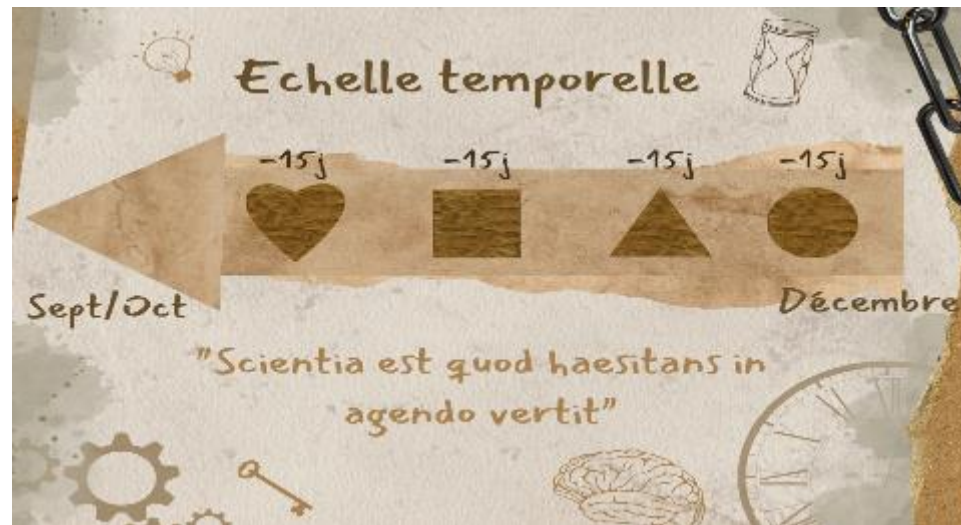 Echelle temporelle
-15j -15j -15j -15j
Sept/Oct Décembre
"Scientia est quod haesitans in
agendo vertit"